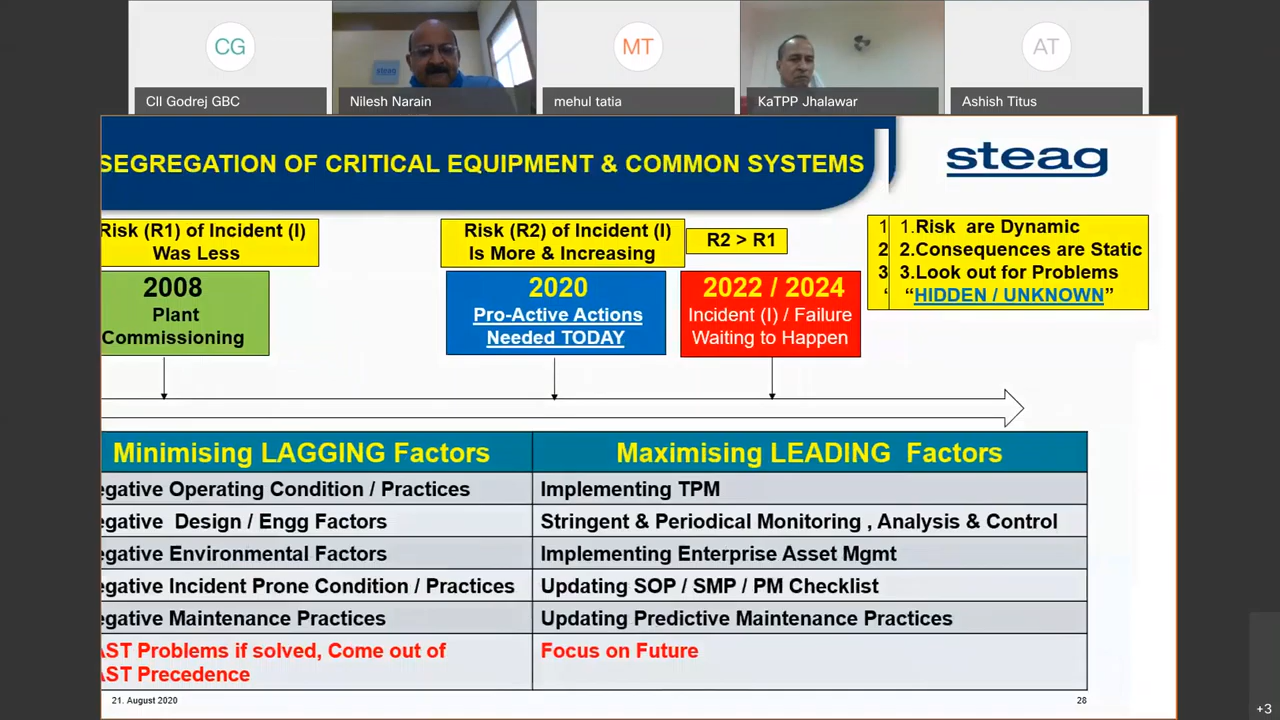 CG
MT
AT
CII Godrej GBC
Nilesh Narain
mehul tatia
KaTPP Jhalawar
Ashish Titus
steag
SEGREGATION OF CRITICAL EQUIPMENT & COMMON SYSTEMS
steag
Risk (R1) of Incident (I)
Was Less
Risk (R2) of Incident (I)
Is More & Increasing
R2 > R1
1
2
3
1.Risk are Dynamic
2.Consequences are Static
3.Look out for Problems
“HIDDEN / UNKNOWN”
2008
Plant
Commissioning
2020
Pro-Active Actions
Needed TODAY
2022 / 2024
Incident (I) / Failure
Waiting to Happen
Minimising LAGGING Factors
Maximising LEADING Factors
egative Operating Condition / Practices
Implementing TPM
egative Design / Engg Factors
Stringent & Periodical Monitoring , Analysis & Control
egative Environmental Factors
Implementing Enterprise Asset Mgmt
egative Incident Prone Condition / Practices
Updating SOP / SMP / PM Checklist
egative Maintenance Practices
Updating Predictive Maintenance Practices
AST Problems if solved, Come out of
AST Precedence
Focus on Future
21. August 2020
28
+3